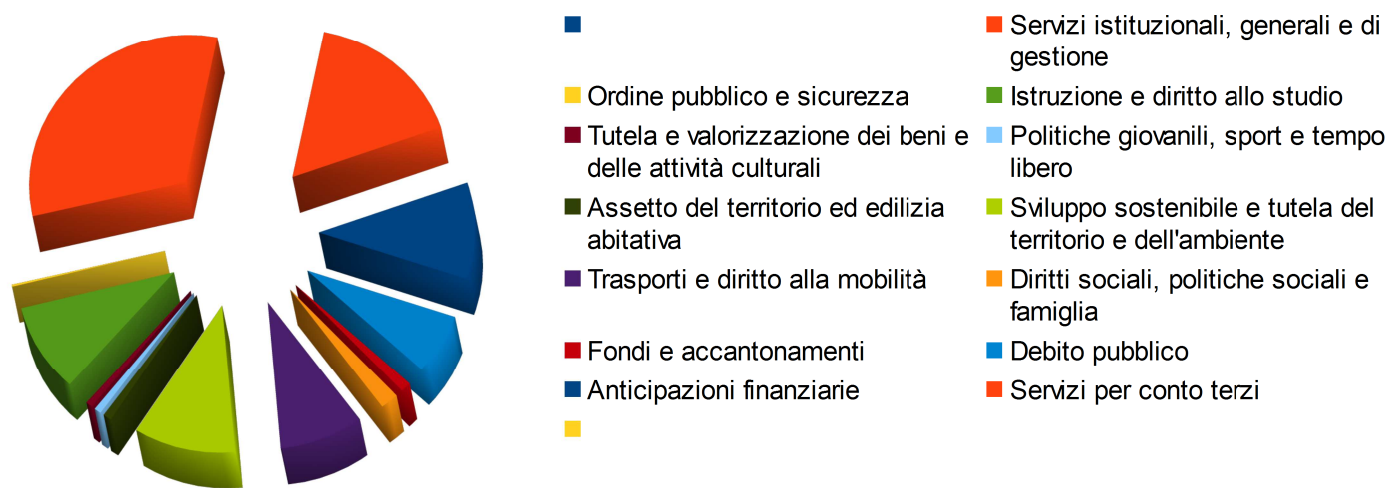 Servizi istituzionali, generali e di
gestione
Ordine pubblico e sicurezza
Istruzione e diritto allo studio
Tutela e valorizzazione dei beni e
delle attività culturali
Politiche giovanili, sport e tempo
libero
Assetto del territorio ed edilizia
abitativa
Sviluppo sostenibile e tutela del
territorio e dell'ambiente
Trasporti e diritto alla mobilità
Diritti sociali, politiche sociali e
famiglia
Fondi e accantonamenti
Debito pubblico
Anticipazioni finanziarie
Servizi per conto terzi